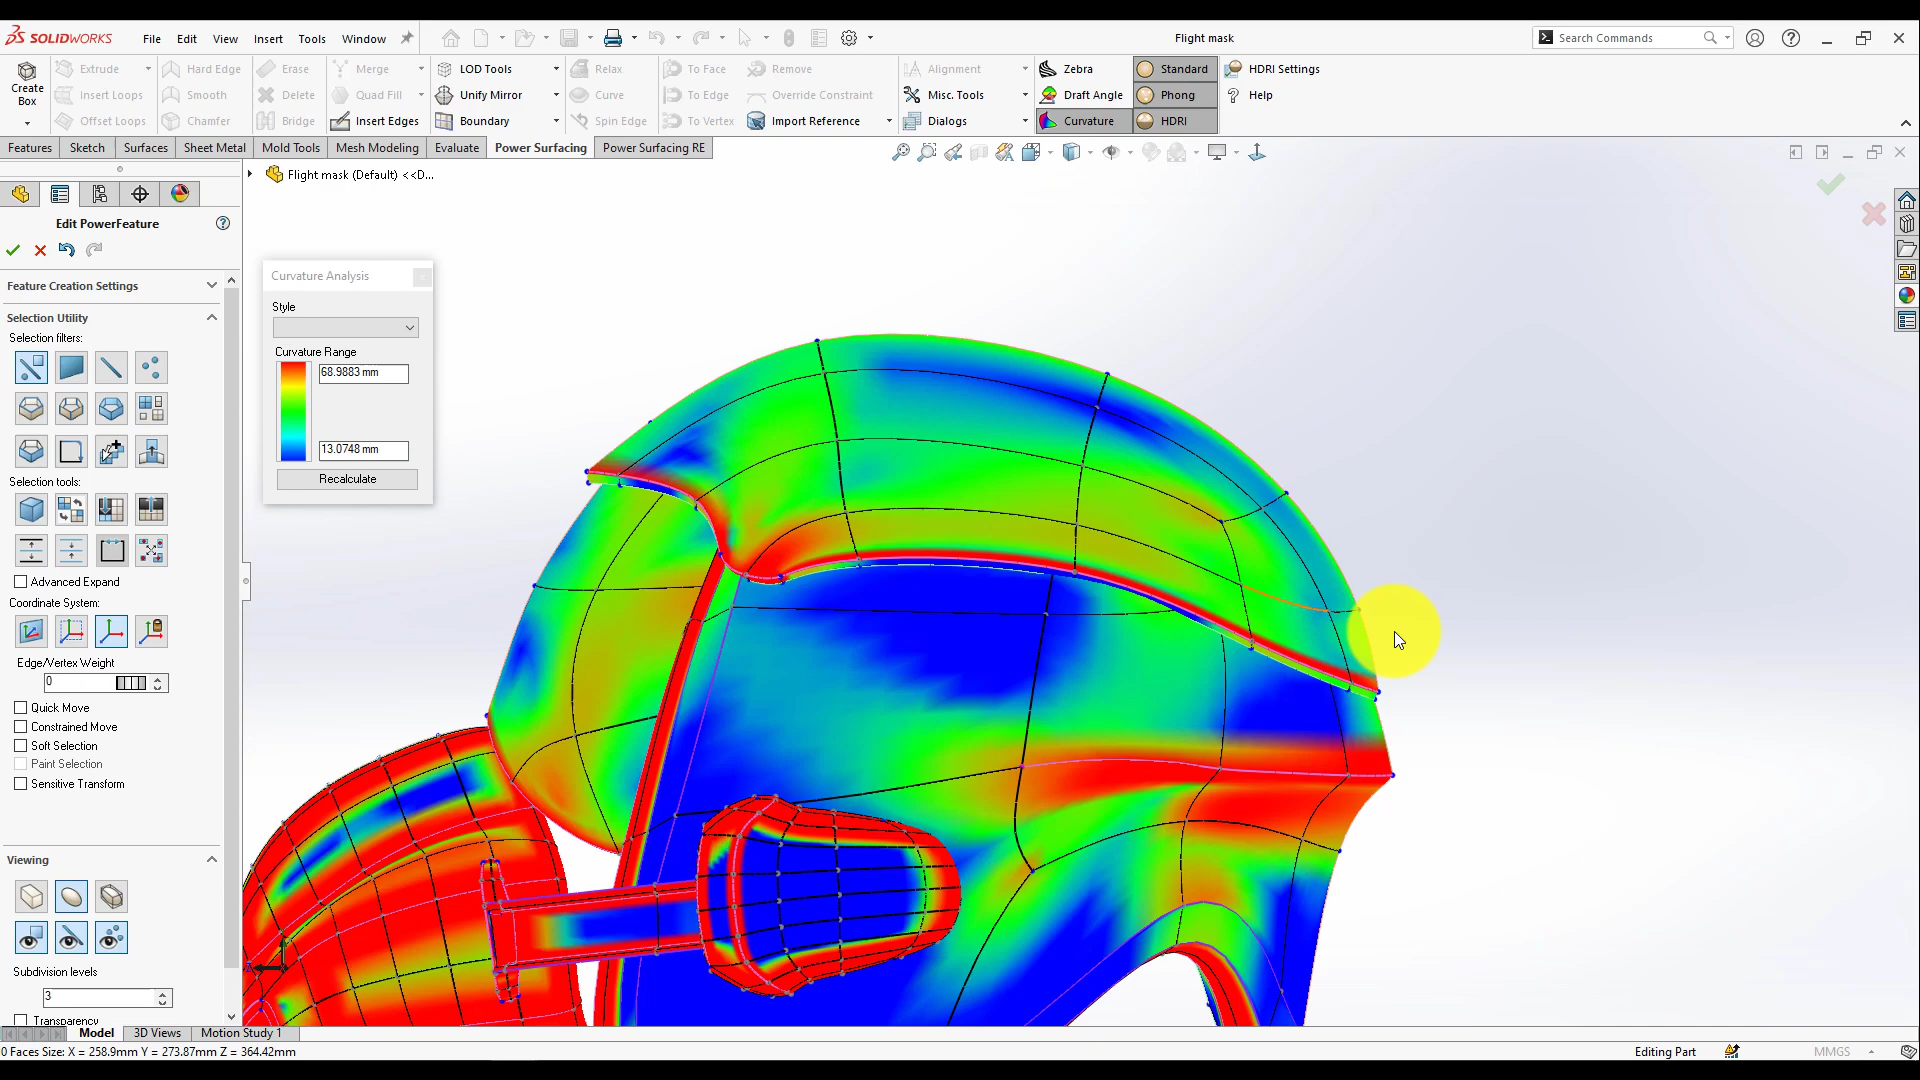 SOLIDWORKS File Edit View Insert Tools Window Flight mask Search Commands
Create Box
Extrude Hard Edge Erase Merge LOD Tools Relax To Face Remove Alignment Zebra Standard HDRI Settings
Insert Loops Smooth Delete Quad Fill Unify Mirror Curve To Edge Override Constraint Misc. Tools Draft Angle Phong Help
Offset Loops Chamfer Bridge Insert Edges Boundary Spin Edge To Vertex Import Reference Dialogs Curvature HDRI
Features Sketch Surfaces Sheet Metal Mold Tools Mesh Modeling Evaluate Power Surfacing Power Surfacing RE
Flight mask (Default) <<D...
Edit PowerFeature
Feature Creation Settings
Selection Utility
Selection filters:
Selection tools:
Advanced Expand
Coordinate System:
Edge/Vertex Weight
0
Quick Move
Constrained Move
Soft Selection
Paint Selection
Sensitive Transform
Viewing
Subdivision levels
3
Transparency
Curvature Analysis
Style
Curvature Range
68.9883 mm
13.0748 mm
Recalculate
Model 3D Views Motion Study 1
0 Faces Size: X = 258.9mm Y = 273.87mm Z = 364.42mm Editing Part MMGS